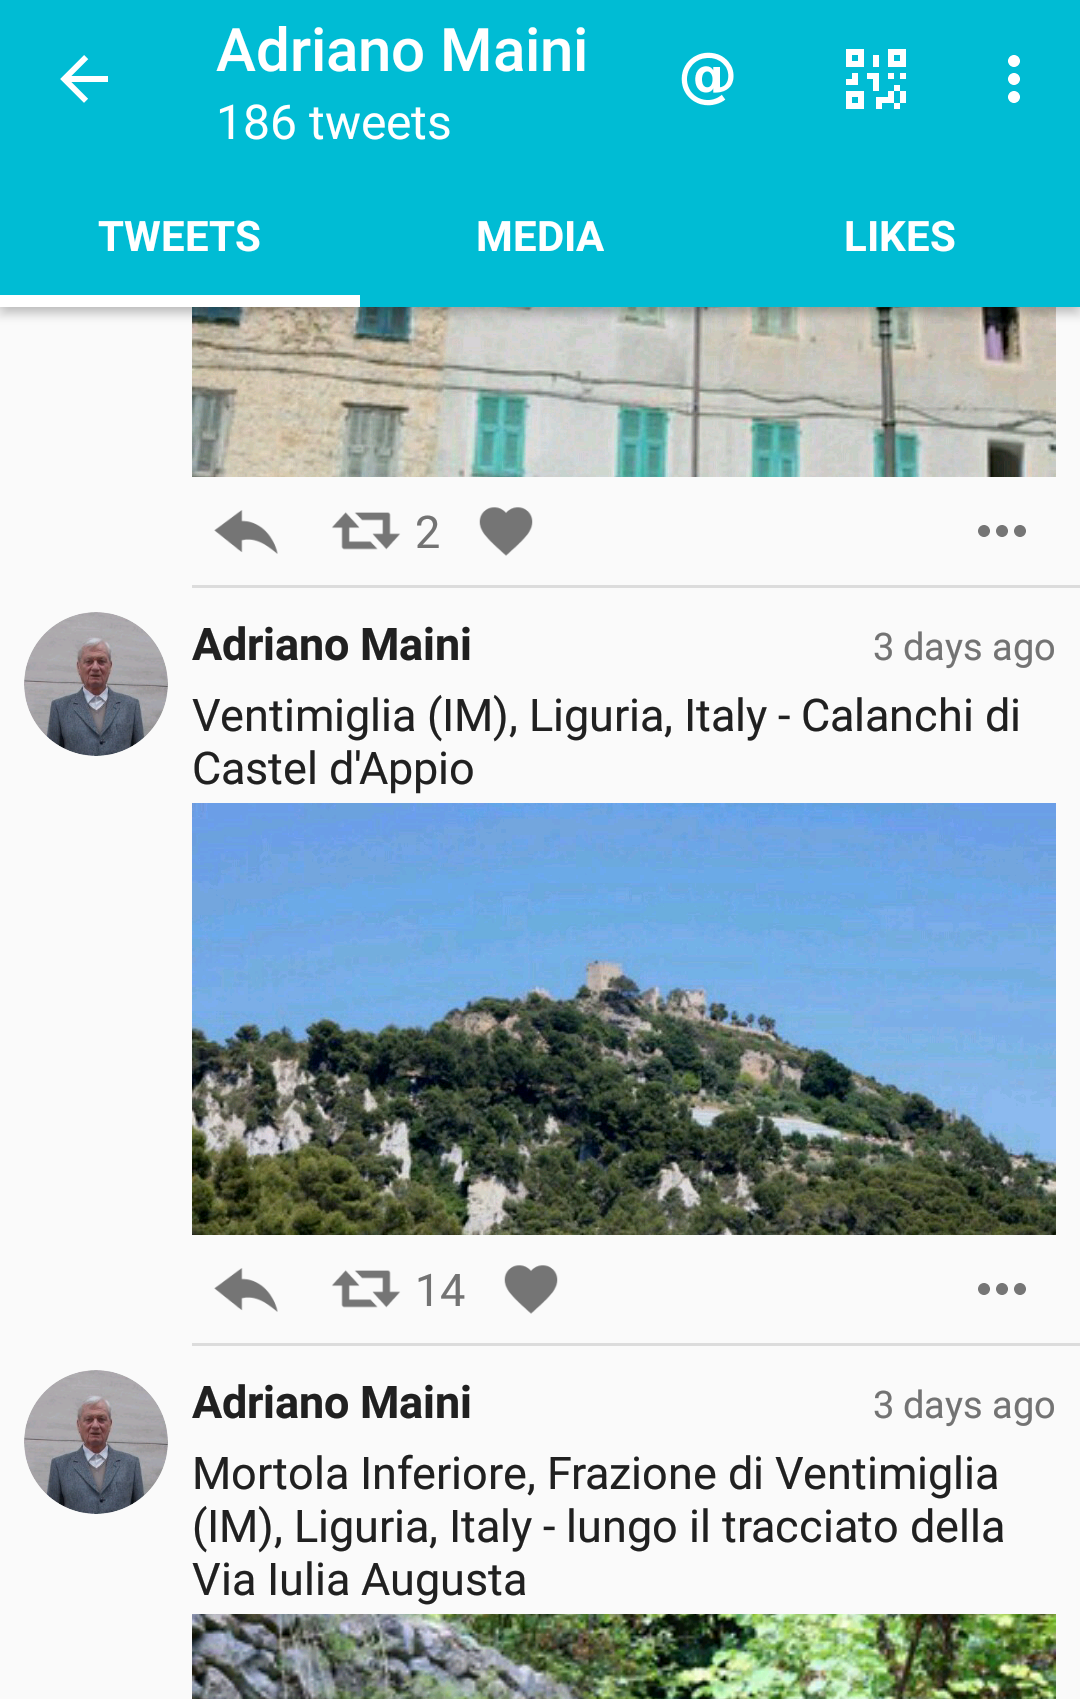 Adriano Maini
186 tweets
@
TWEETS
MEDIA
LIKES
2
Adriano Maini
3 days ago
Ventimiglia (IM), Liguria, Italy - Calanchi di
Castel d'Appio
14
Adriano Maini
3 days ago
Mortola Inferiore, Frazione di Ventimiglia
(IM), Liguria, Italy - lungo il tracciato della
Via Iulia Augusta